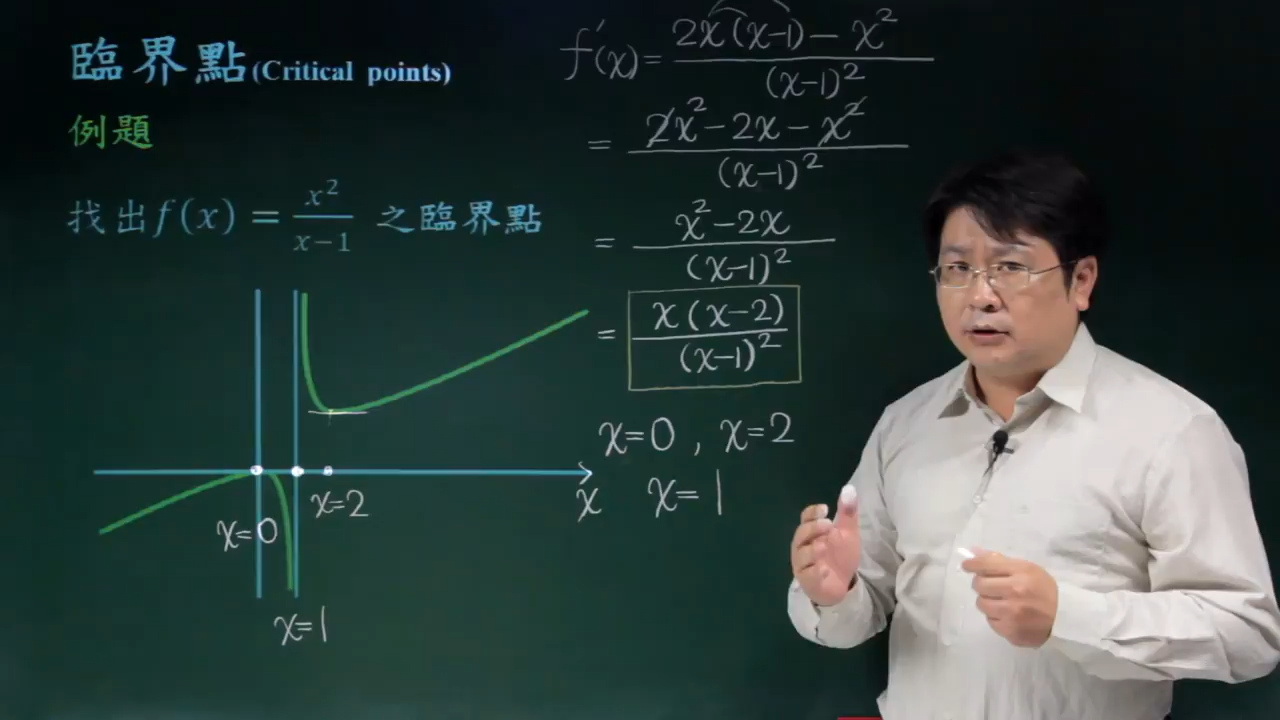 臨界點(Critical points)
例題
找出f(x) = x²/(x−1) 之臨界點
f′(x) = (2x(x-1) − x²)/(x-1)²
= (2x² − 2x − x²)/(x-1)²
= (x² − 2x)/(x-1)²
= x(x-2)/(x-1)²
x=0 , x=2
x=1
x
x=2
x=0
x=1